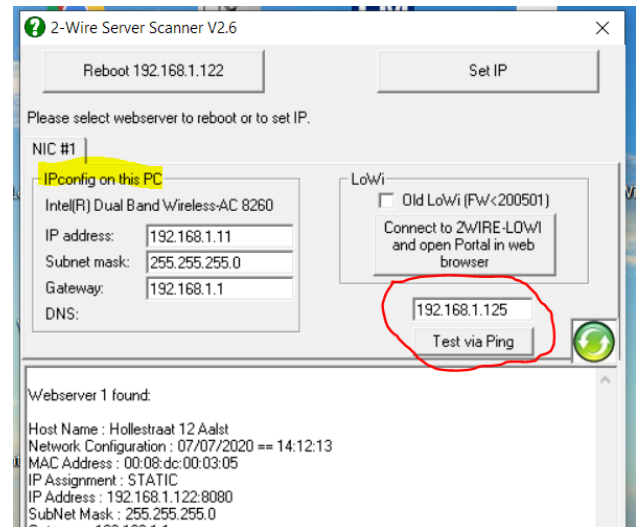 2-Wire Server Scanner V2.6
Reboot 192.168.1.122
Set IP
Please select webserver to reboot or to set IP.
NIC #1
IPconfig on this PC
Intel(R) Dual Band Wireless-AC 8260
IP address: 192.168.1.11
Subnet mask: 255.255.255.0
Gateway: 192.168.1.1
DNS:
LoWi
Old LoWi (FW<200501)
Connect to 2WIRE-LOWI
and open Portal in web
browser
192.168.1.125
Test via Ping
Webserver 1 found:
Host Name : Hollestraat 12 Aalst
Network Configuration : 07/07/2020 == 14:12:13
MAC Address : 00:08:dc:00:03:05
IP Assignment : STATIC
IP Address : 192.168.1.122:8080
SubNet Mask : 255.255.255.0